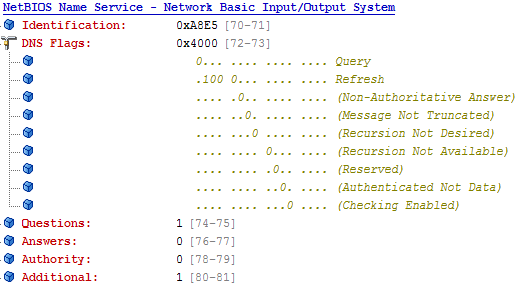 NetBIOS Name Service - Network Basic Input/Output System
Identification: 0xA8E5 [70-71]
DNS Flags: 0x4000 [72-73]
0... .... .... .... Query
.100 0... .... .... Refresh
.... .0.. .... .... (Non-Authoritative Answer)
.... ..0. .... .... (Message Not Truncated)
.... ...0 .... .... (Recursion Not Desired)
.... .... 0... .... (Recursion Not Available)
.... .... .0.. .... (Reserved)
.... .... ..0. .... (Authenticated Not Data)
.... .... ...0 .... (Checking Enabled)
Questions: 1 [74-75]
Answers: 0 [76-77]
Authority: 0 [78-79]
Additional: 1 [80-81]